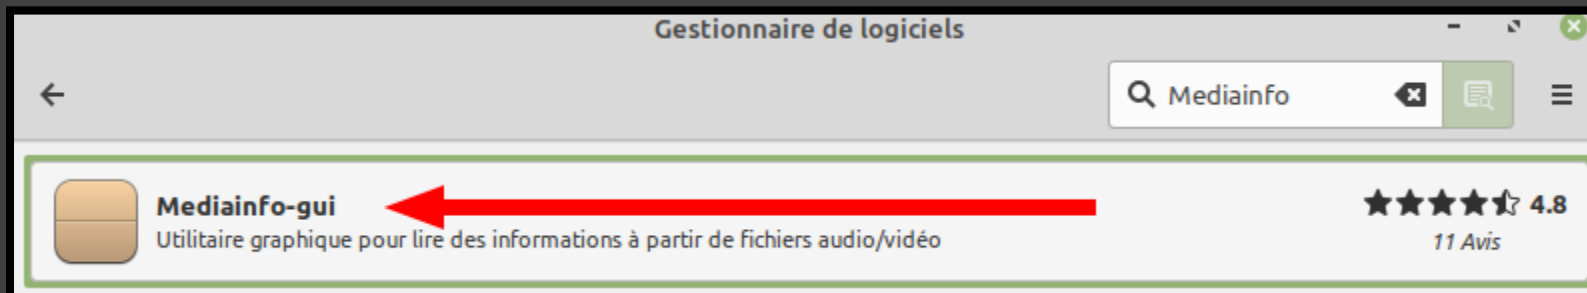 Gestionnaire de logiciels
Mediainfo
Mediainfo-gui
4.8
Utilitaire graphique pour lire des informations à partir de fichiers audio/vidéo
11 Avis